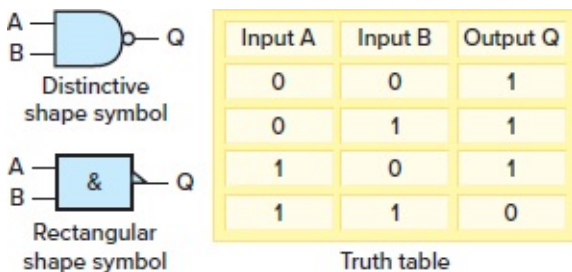 A
B
Q
Distinctive
shape symbol
A
B
&
Q
Rectangular
shape symbol
Input A Input B Output Q
0 0 1
0 1 1
1 0 1
1 1 0
Truth table